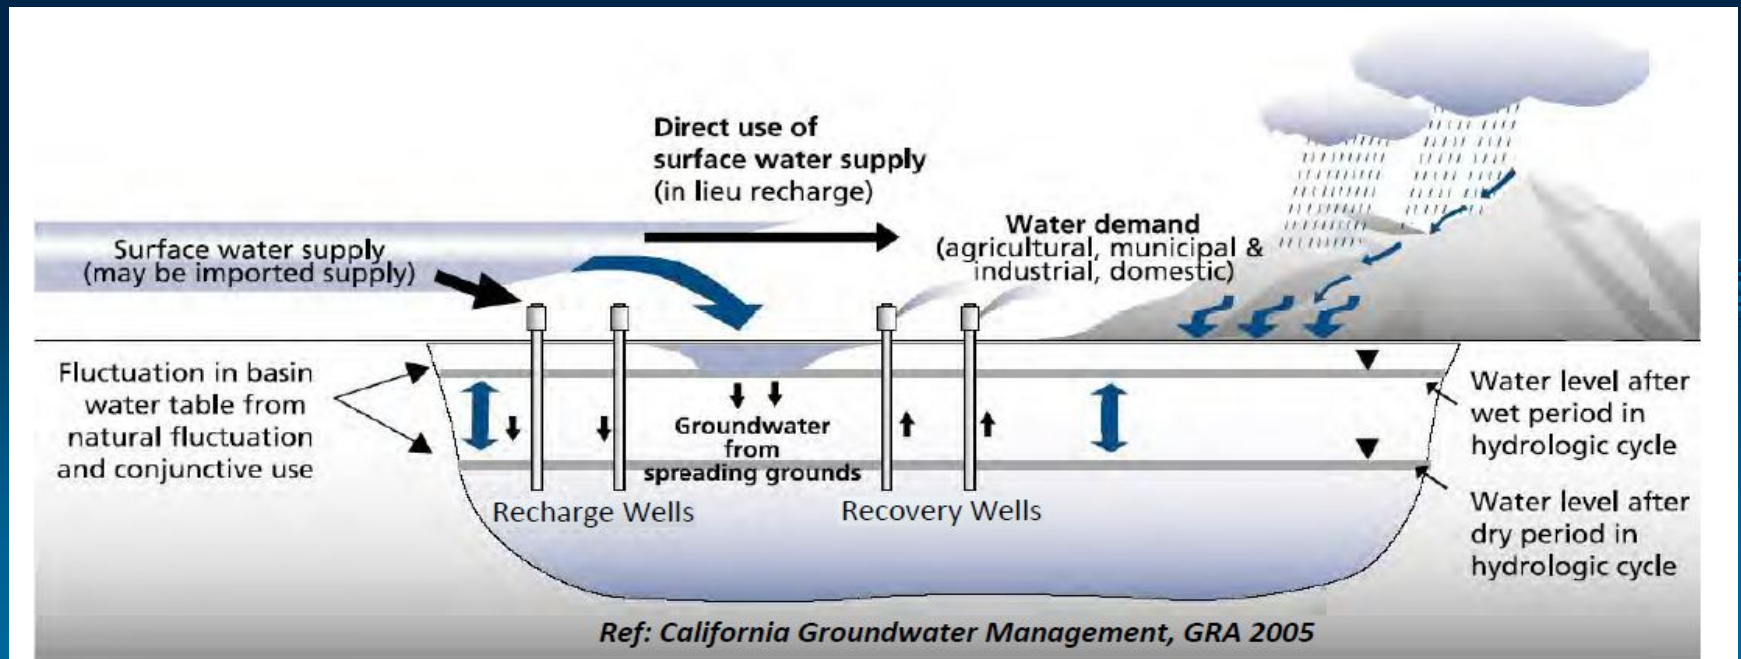 Direct use of
surface water supply
(in lieu recharge)
Water demand
(agricultural, municipal &
industrial, domestic)
Surface water supply
(may be imported supply)
Fluctuation in basin
water table from
natural fluctuation
and conjunctive use
Groundwater
from
spreading grounds
Recharge Wells
Recovery Wells
Water level after
wet period in
hydrologic cycle
Water level after
dry period in
hydrologic cycle
Ref: California Groundwater Management, GRA 2005